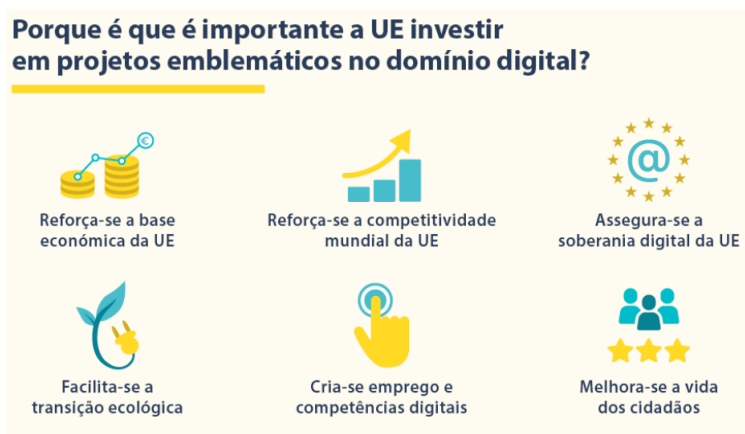 Porque é que é importante a UE investir
em projetos emblemáticos no domínio digital?
€
@
Reforça-se a base
económica da UE
Reforça-se a competitividade
mundial da UE
Assegura-se a
soberania digital da UE
Facilita-se a
transição ecológica
Cria-se emprego e
competências digitais
Melhora-se a vida
dos cidadãos